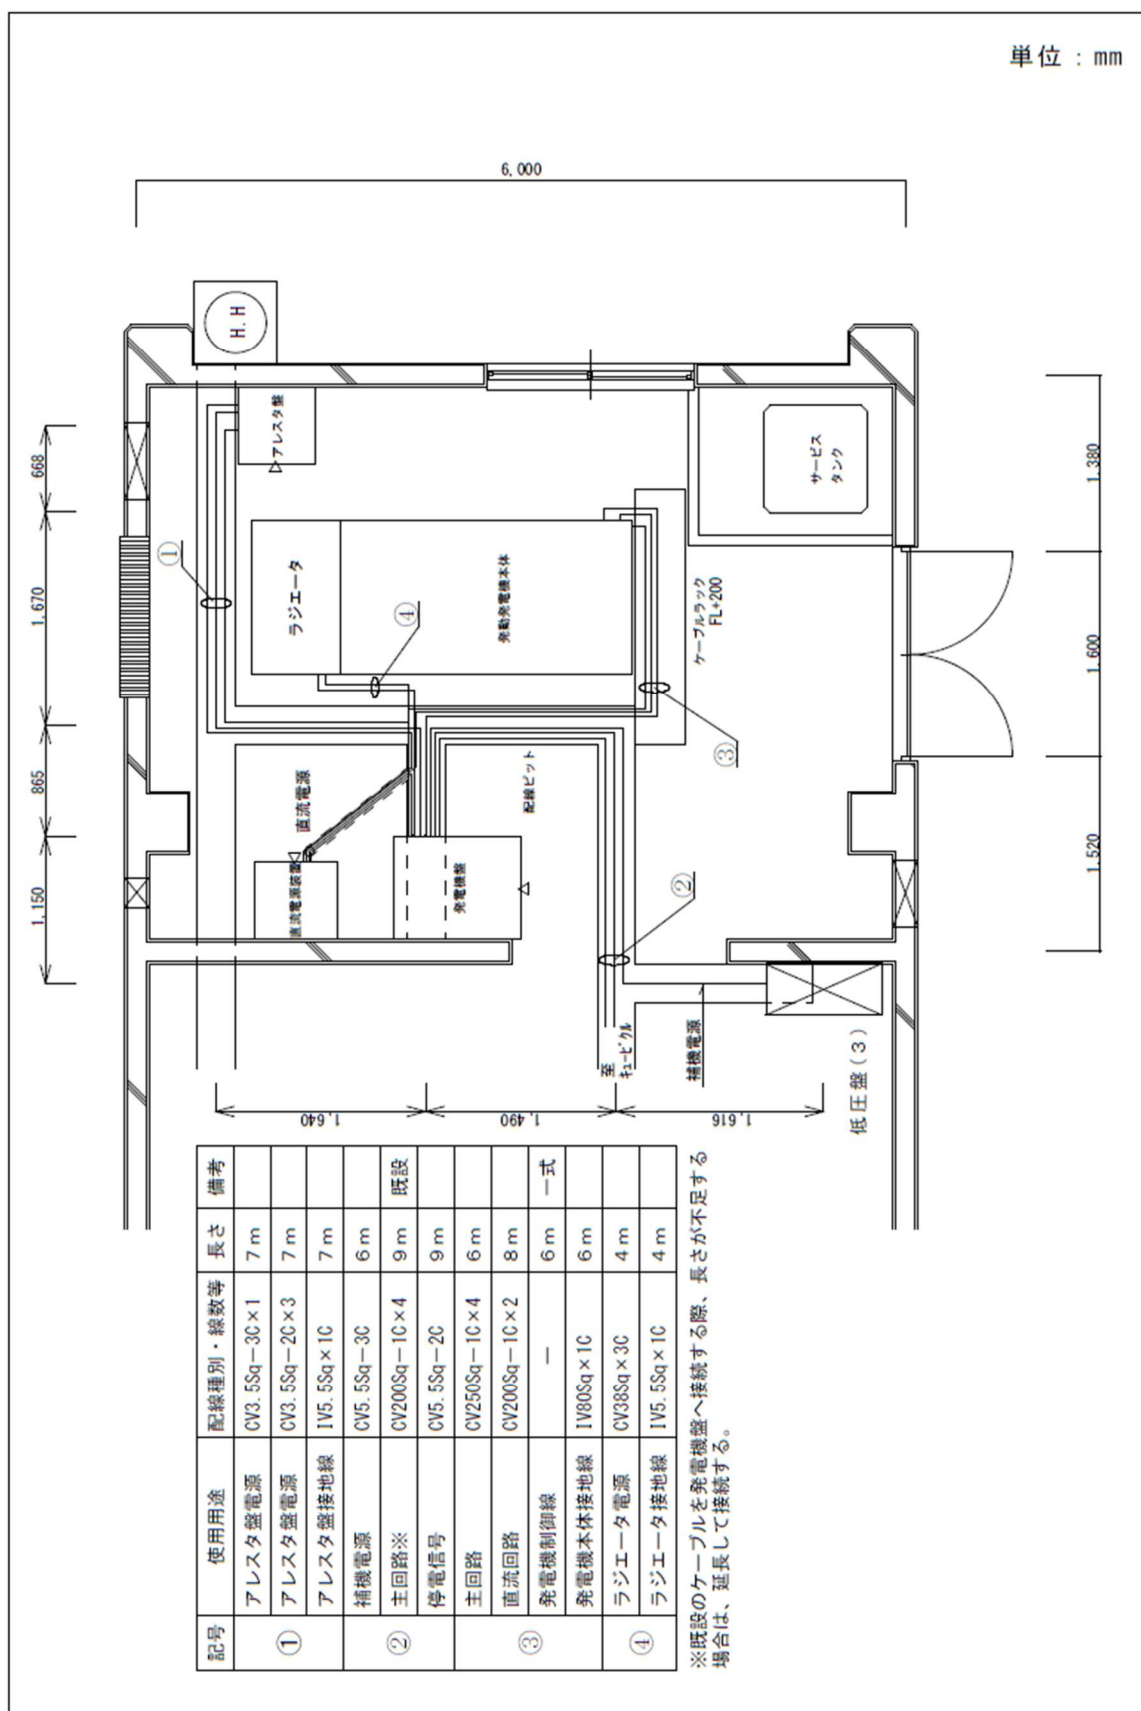 単位：mm
6,000
668
1,670
865
1,150
1.380
1.600
1.520
1,640
1,490
1,616
H.H
アレスタ盤
①
ラジエータ
④
発動発電機本体
サービス
タンク
ケーブルラック
FL+200
③
直流電源
直流電源装置
発電機盤
配線ピット
②
至
ｷｭｰﾋﾞｸﾙ
補機電源
低圧盤(3)
記号 使用用途 配線種別・線数等 長さ 備考
① アレスタ盤電源 CV3.5Sq－3C×1 7m
アレスタ盤電源 CV3.5Sq－2C×3 7m
アレスタ盤接地線 IV5.5Sq×1C 7m
② 補機電源 CV5.5Sq－3C 6m
主回路※ CV200Sq－1C×4 9m 既設
停電信号 CV5.5Sq－2C 9m
③ 主回路 CV250Sq－1C×4 6m
直流回路 CV200Sq－1C×2 8m
発電機制御線 － 6m 一式
発電機本体接地線 IV80Sq×1C 6m
④ ラジエータ電源 CV38Sq×3C 4m
ラジエータ接地線 IV5.5Sq×1C 4m
※既設のケーブルを発電機盤へ接続する際、長さが不足する
場合は、延長して接続する。